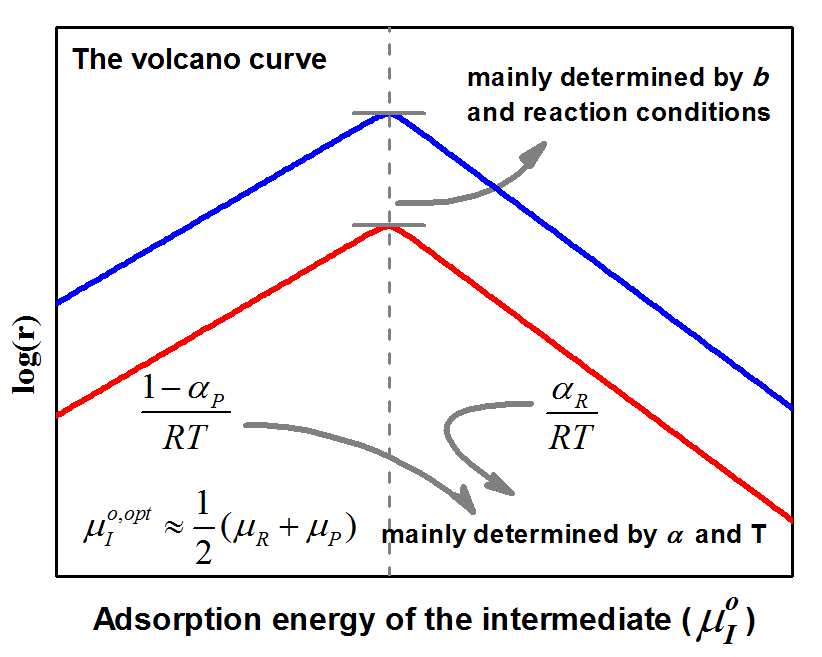 The volcano curve
mainly determined by b
and reaction conditions
log(r)
1-α_P / RT
α_R / RT
μ_I^{o,opt} ≈ 1/2 (μ_R + μ_P)
mainly determined by α and T
Adsorption energy of the intermediate (μ_I^o)